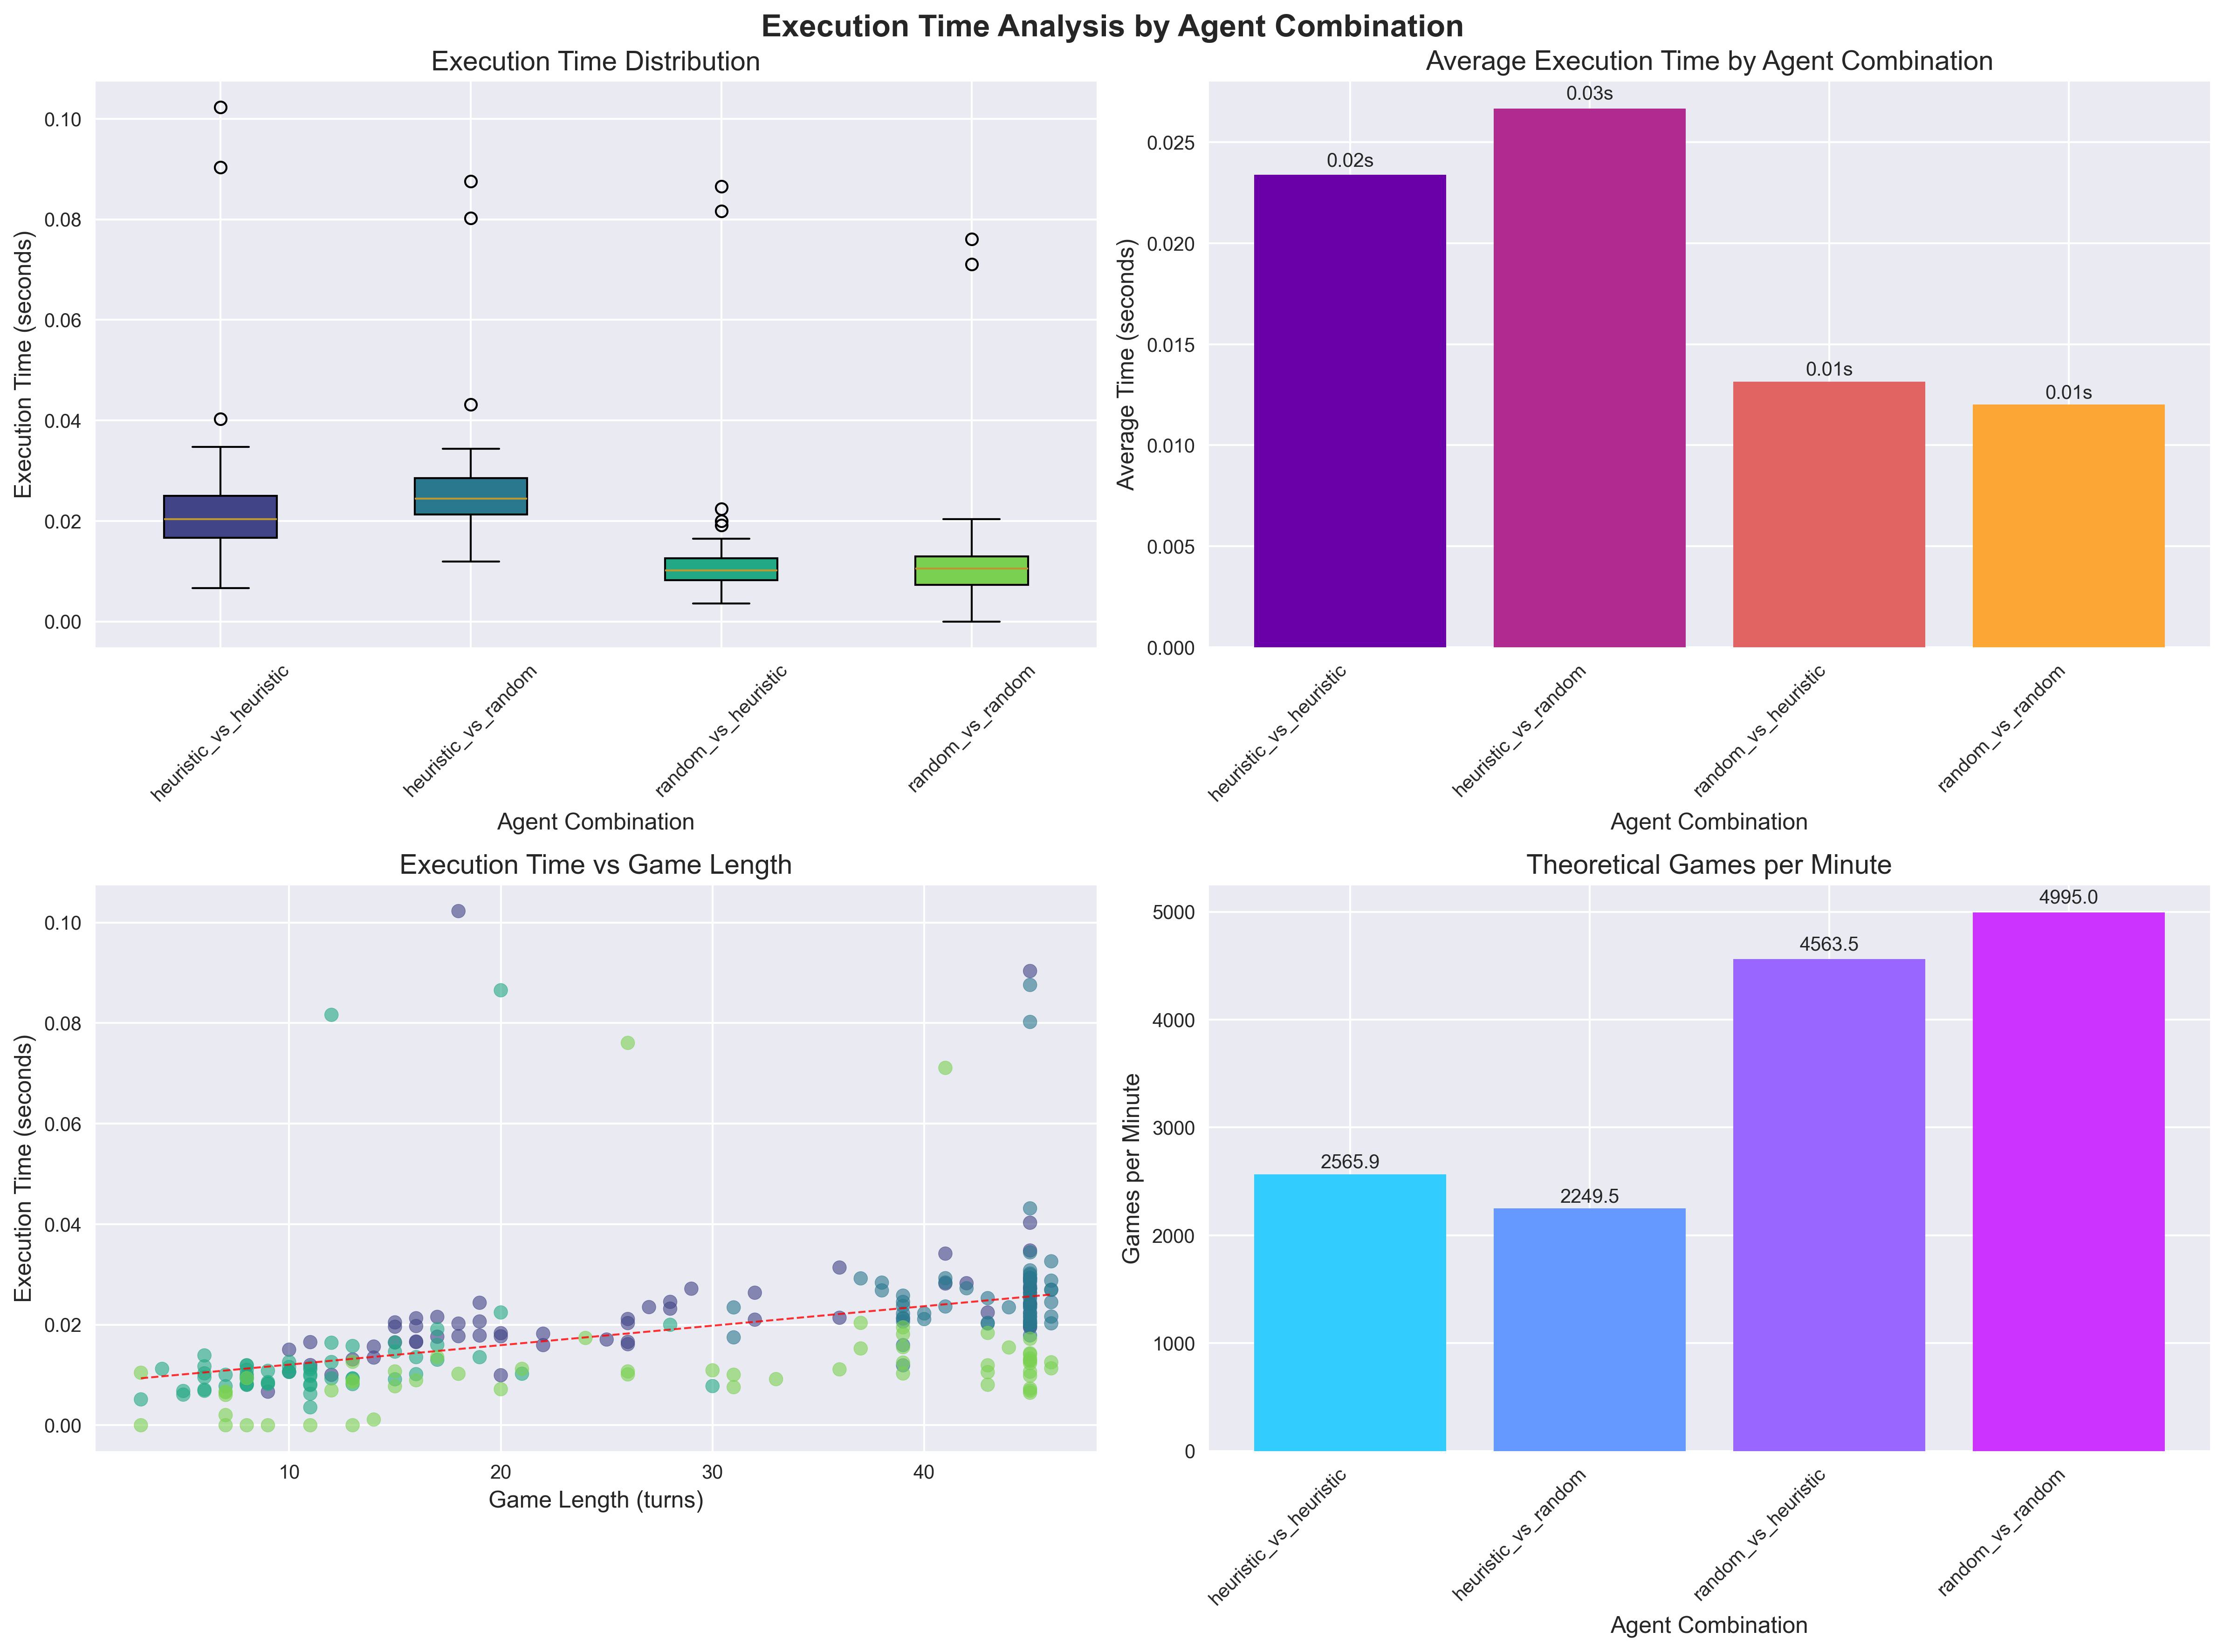 Execution Time Analysis by Agent Combination
Execution Time Distribution
Execution Time (seconds)
0.10
0.08
0.06
0.04
0.02
0.00
heuristic_vs_heuristic
heuristic_vs_random
random_vs_heuristic
random_vs_random
Agent Combination
Average Execution Time by Agent Combination
Average Time (seconds)
0.025
0.020
0.015
0.010
0.005
0.000
0.02s
0.03s
0.01s
0.01s
heuristic_vs_heuristic
heuristic_vs_random
random_vs_heuristic
random_vs_random
Agent Combination
Execution Time vs Game Length
Execution Time (seconds)
0.10
0.08
0.06
0.04
0.02
0.00
10
20
30
40
Game Length (turns)
Theoretical Games per Minute
Games per Minute
5000
4000
3000
2000
1000
0
2565.9
2249.5
4563.5
4995.0
heuristic_vs_heuristic
heuristic_vs_random
random_vs_heuristic
random_vs_random
Agent Combination